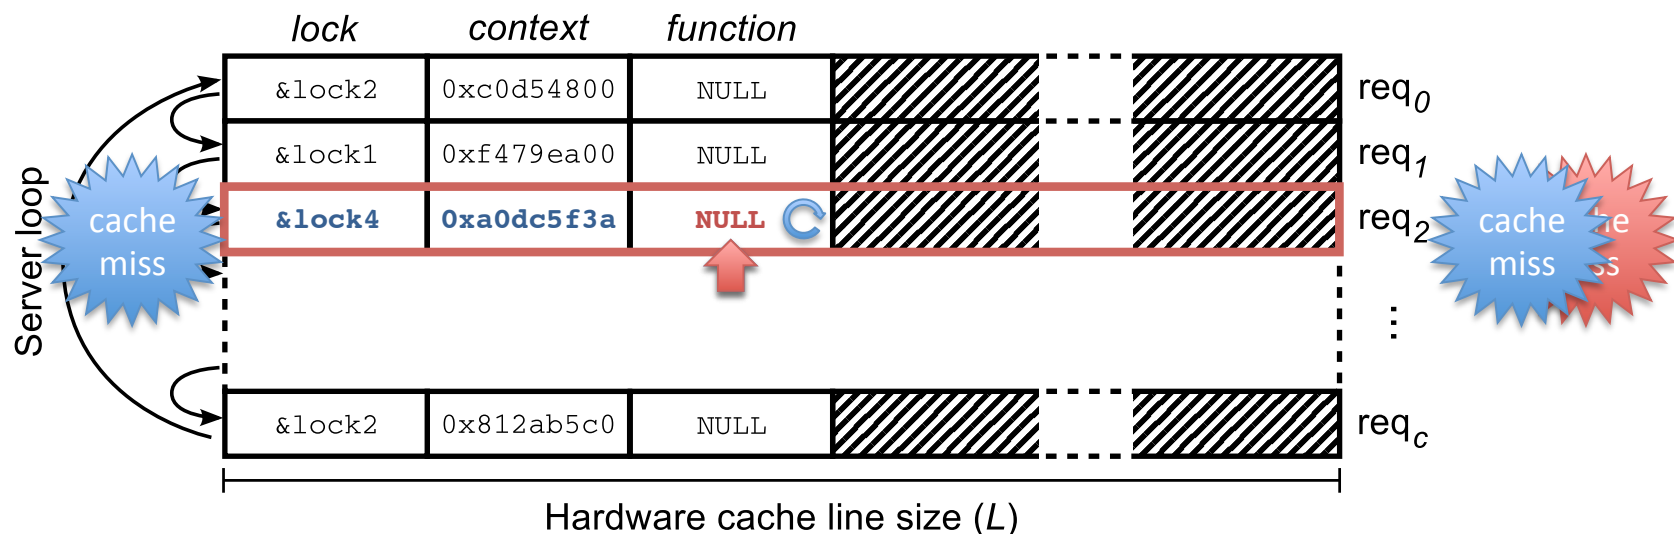 lock context function
&lock2 0xc0d54800 NULL req0
&lock1 0xf479ea00 NULL req1
&lock4 0xa0dc5f3a NULL req2
...
&lock2 0x812ab5c0 NULL reqc
Server loop
cache
miss
cache
miss
Hardware cache line size (L)